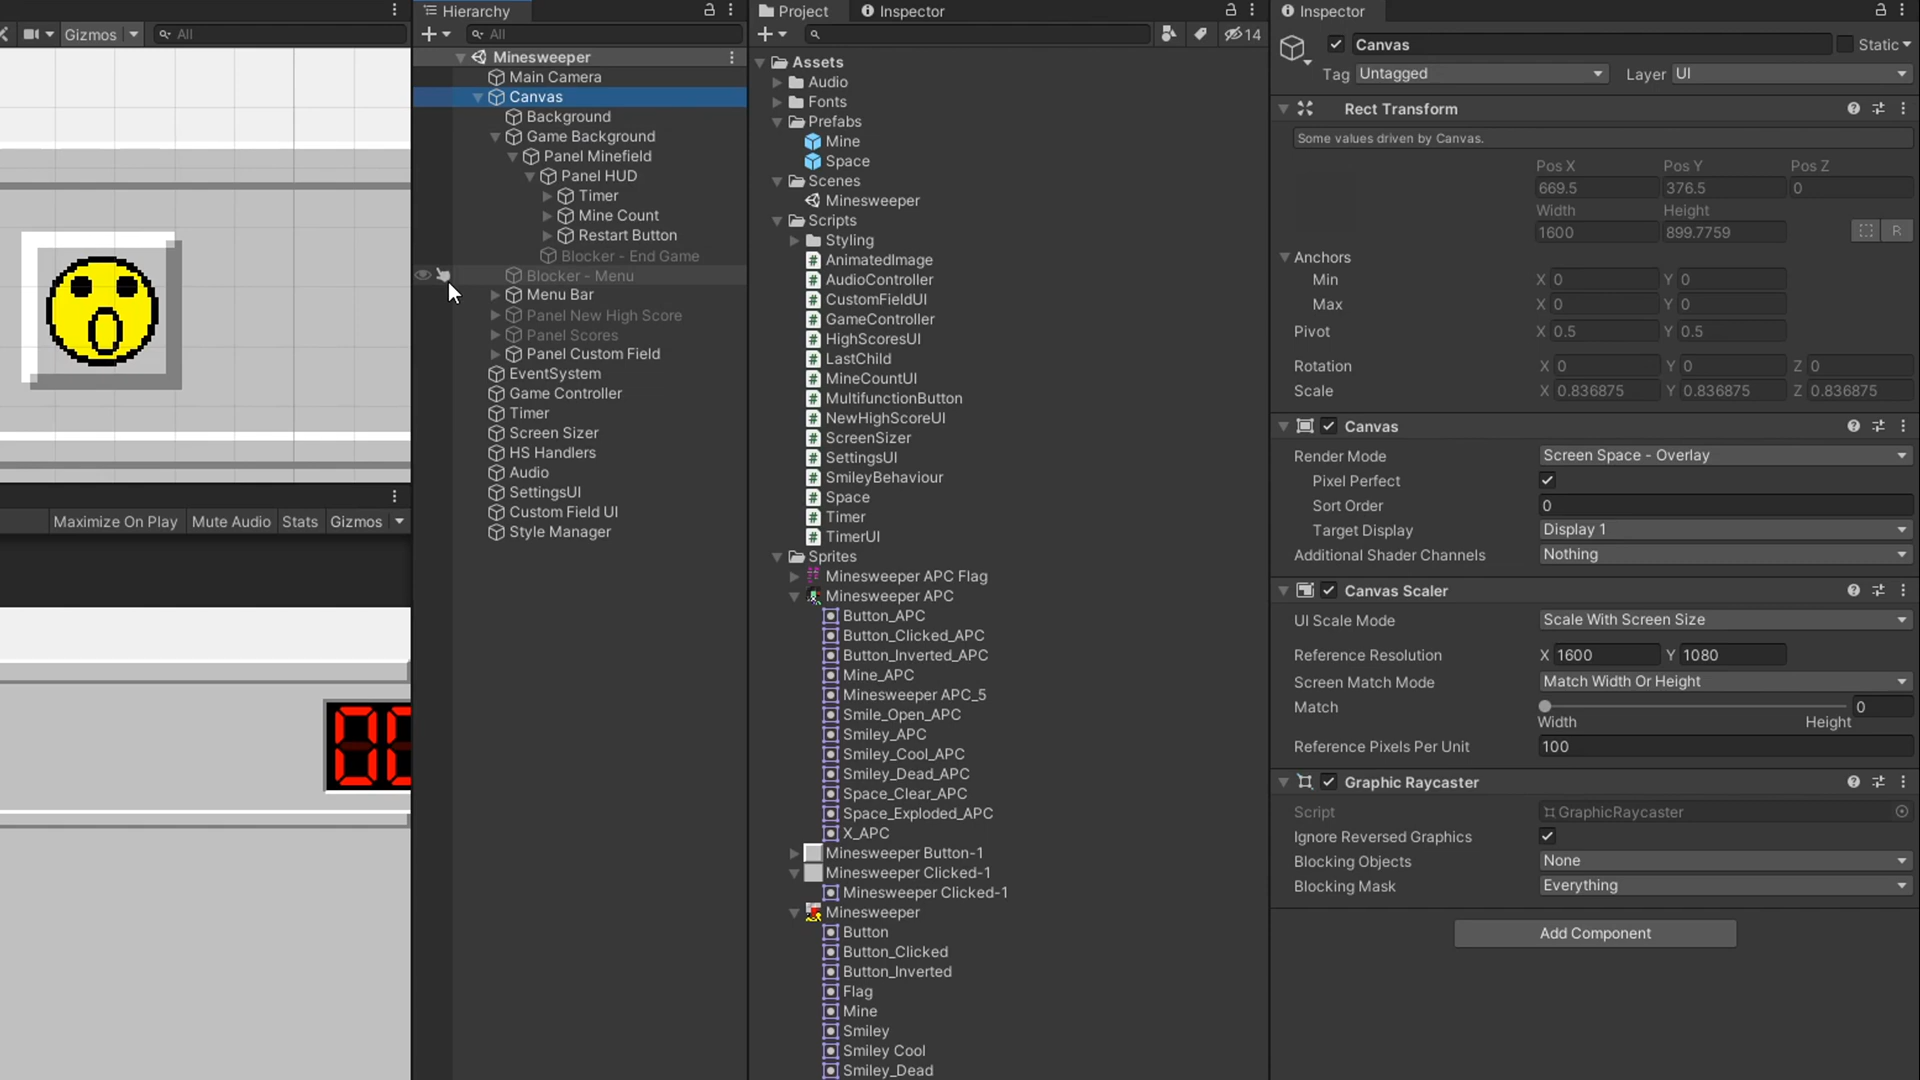 Gizmos
All
Maximize On Play
Mute Audio
Stats
Gizmos
Hierarchy
All
Minesweeper
Main Camera
Canvas
Background
Game Background
Panel Minefield
Panel HUD
Timer
Mine Count
Restart Button
Blocker - End Game
Blocker - Menu
Menu Bar
Panel New High Score
Panel Scores
Panel Custom Field
EventSystem
Game Controller
Timer
Screen Sizer
HS Handlers
Audio
SettingsUI
Custom Field UI
Style Manager
Project
Inspector
14
Assets
Audio
Fonts
Prefabs
Mine
Space
Scenes
Minesweeper
Scripts
Styling
AnimatedImage
AudioController
CustomFieldUI
GameController
HighScoresUI
LastChild
MineCountUI
MultifunctionButton
NewHighScoreUI
ScreenSizer
SettingsUI
SmileyBehaviour
Space
Timer
TimerUI
Sprites
Minesweeper APC Flag
Minesweeper APC
Button_APC
Button_Clicked_APC
Button_Inverted_APC
Mine_APC
Minesweeper APC_5
Smile_Open_APC
Smiley_APC
Smiley_Cool_APC
Smiley_Dead_APC
Space_Clear_APC
Space_Exploded_APC
X_APC
Minesweeper Button-1
Minesweeper Clicked-1
Minesweeper Clicked-1
Minesweeper
Button
Button_Clicked
Button_Inverted
Flag
Mine
Smiley
Smiley Cool
Smiley_Dead
Inspector
Canvas
Static
Tag Untagged Layer UI
Rect Transform
Some values driven by Canvas.
Pos X Pos Y Pos Z
669.5 376.5 0
Width Height
1600 899.7759
R
Anchors
Min X 0 Y 0
Max X 0 Y 0
Pivot X 0.5 Y 0.5
Rotation X 0 Y 0 Z 0
Scale X 0.836875 Y 0.836875 Z 0.836875
Canvas
Render Mode Screen Space - Overlay
Pixel Perfect
Sort Order 0
Target Display Display 1
Additional Shader Channels Nothing
Canvas Scaler
UI Scale Mode Scale With Screen Size
Reference Resolution X 1600 Y 1080
Screen Match Mode Match Width Or Height
Match 0
Width Height
Reference Pixels Per Unit 100
Graphic Raycaster
Script GraphicRaycaster
Ignore Reversed Graphics
Blocking Objects None
Blocking Mask Everything
Add Component